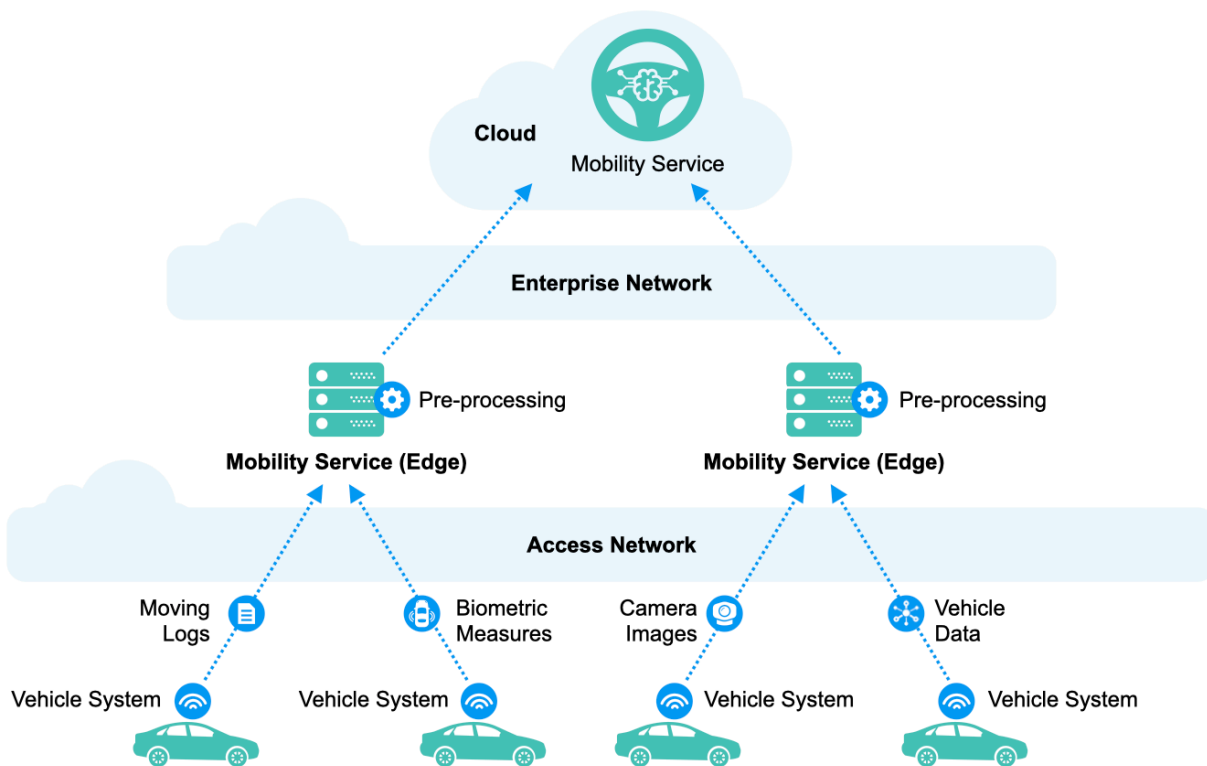 Cloud
Mobility Service
Enterprise Network
Pre-processing
Pre-processing
Mobility Service (Edge)
Mobility Service (Edge)
Access Network
Moving
Logs
Biometric
Measures
Camera
Images
Vehicle
Data
Vehicle System
Vehicle System
Vehicle System
Vehicle System